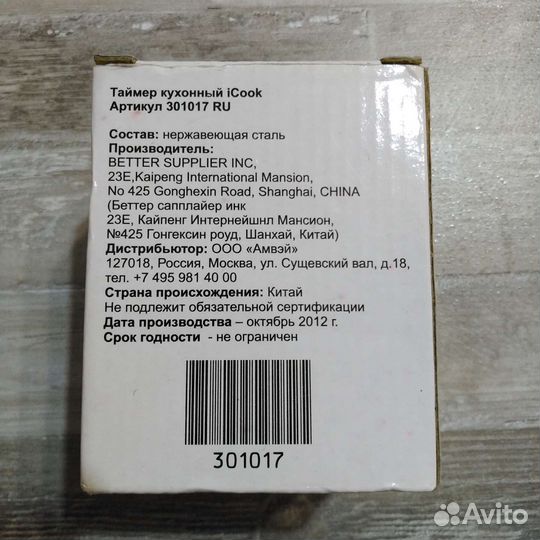 Таймер кухонный iCook
Артикул 301017 RU
Состав: нержавеющая сталь
Производитель:
BETTER SUPPLIER INC,
23E,Kaipeng International Mansion,
No 425 Gonghexin Road, Shanghai, CHINA
(Беттер сапплайер инк
23E, Кайпенг Интернейшнл Мансион,
№425 Гонгексин роуд, Шанхай, Китай)
Дистрибьютор: ООО «Амвэй»
127018, Россия, Москва, ул. Сущевский вал, д.18,
тел. +7 495 981 40 00
Страна происхождения: Китай
Не подлежит обязательной сертификации
Дата производства – октябрь 2012 г.
Срок годности - не ограничен
301017
Avito